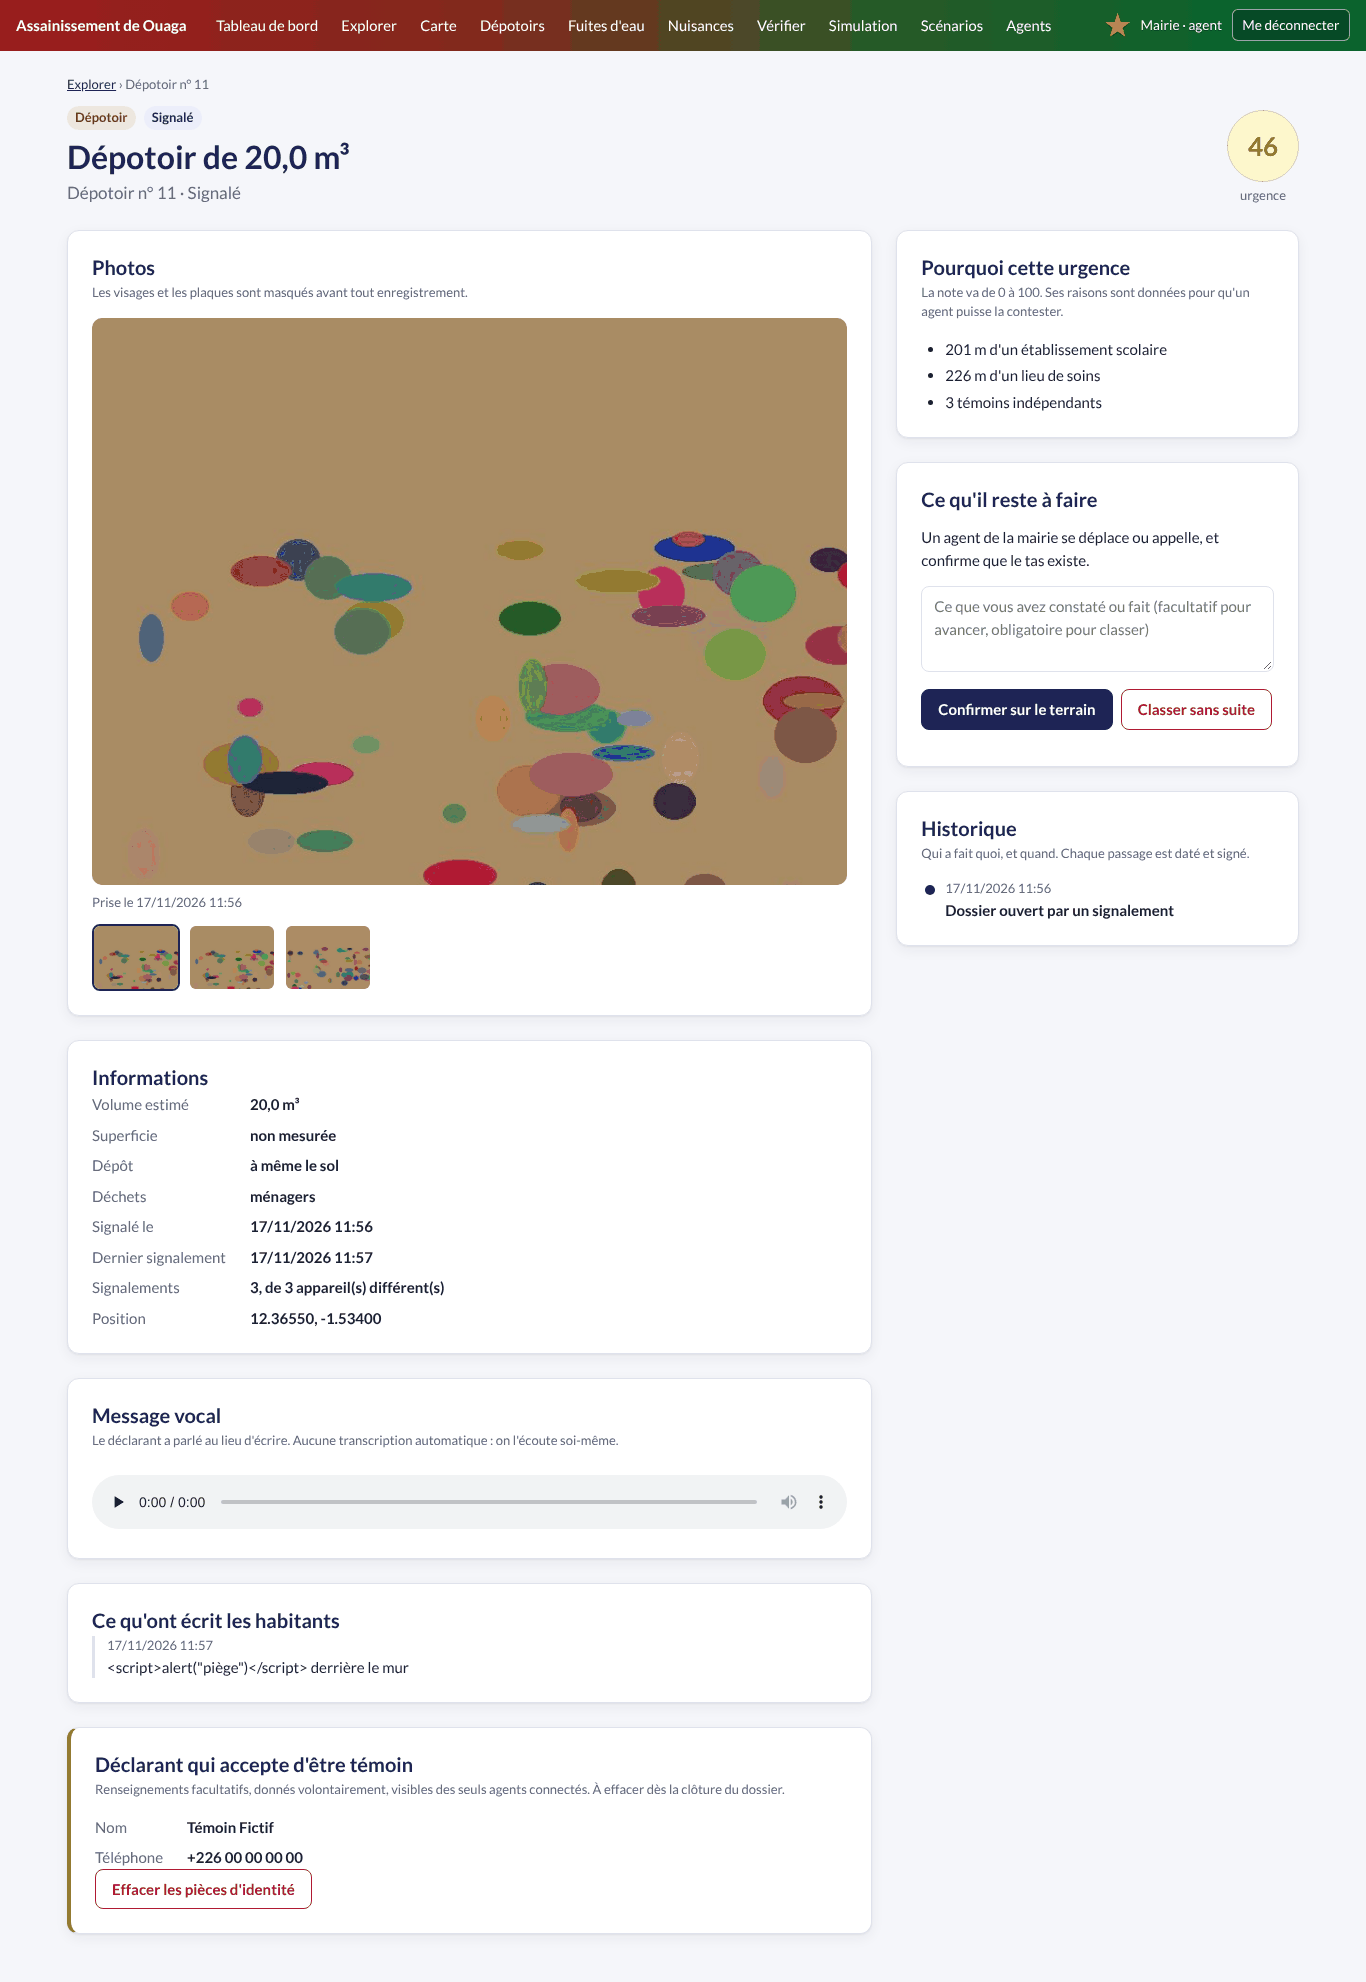 Assainissement de Ouaga
Tableau de bord
Explorer
Carte
Dépotoirs
Fuites d'eau
Nuisances
Vérifier
Simulation
Scénarios
Agents
Mairie · agent
Me déconnecter
Explorer › Dépotoir n° 11
Dépotoir
Signalé
Dépotoir de 20,0 m³
Dépotoir n° 11 · Signalé
46
urgence
Photos
Les visages et les plaques sont masqués avant tout enregistrement.
Prise le 17/11/2026 11:56
Informations
Volume estimé 20,0 m³
Superficie non mesurée
Dépôt à même le sol
Déchets ménagers
Signalé le 17/11/2026 11:56
Dernier signalement 17/11/2026 11:57
Signalements 3, de 3 appareil(s) différent(s)
Position 12.36550, -1.53400
Message vocal
Le déclarant a parlé au lieu d'écrire. Aucune transcription automatique : on l'écoute soi-même.
0:00 / 0:00
Ce qu'ont écrit les habitants
17/11/2026 11:57
&lt;script&gt;alert("piège")&lt;/script&gt; derrière le mur
Déclarant qui accepte d'être témoin
Renseignements facultatifs, donnés volontairement, visibles des seuls agents connectés. À effacer dès la clôture du dossier.
Nom Témoin Fictif
Téléphone +226 00 00 00 00
Effacer les pièces d'identité
Pourquoi cette urgence
La note va de 0 à 100. Ses raisons sont données pour qu'un
agent puisse la contester.
• 201 m d'un établissement scolaire
• 226 m d'un lieu de soins
• 3 témoins indépendants
Ce qu'il reste à faire
Un agent de la mairie se déplace ou appelle, et
confirme que le tas existe.
Ce que vous avez constaté ou fait (facultatif pour
avancer, obligatoire pour classer)
Confirmer sur le terrain
Classer sans suite
Historique
Qui a fait quoi, et quand. Chaque passage est daté et signé.
17/11/2026 11:56
Dossier ouvert par un signalement